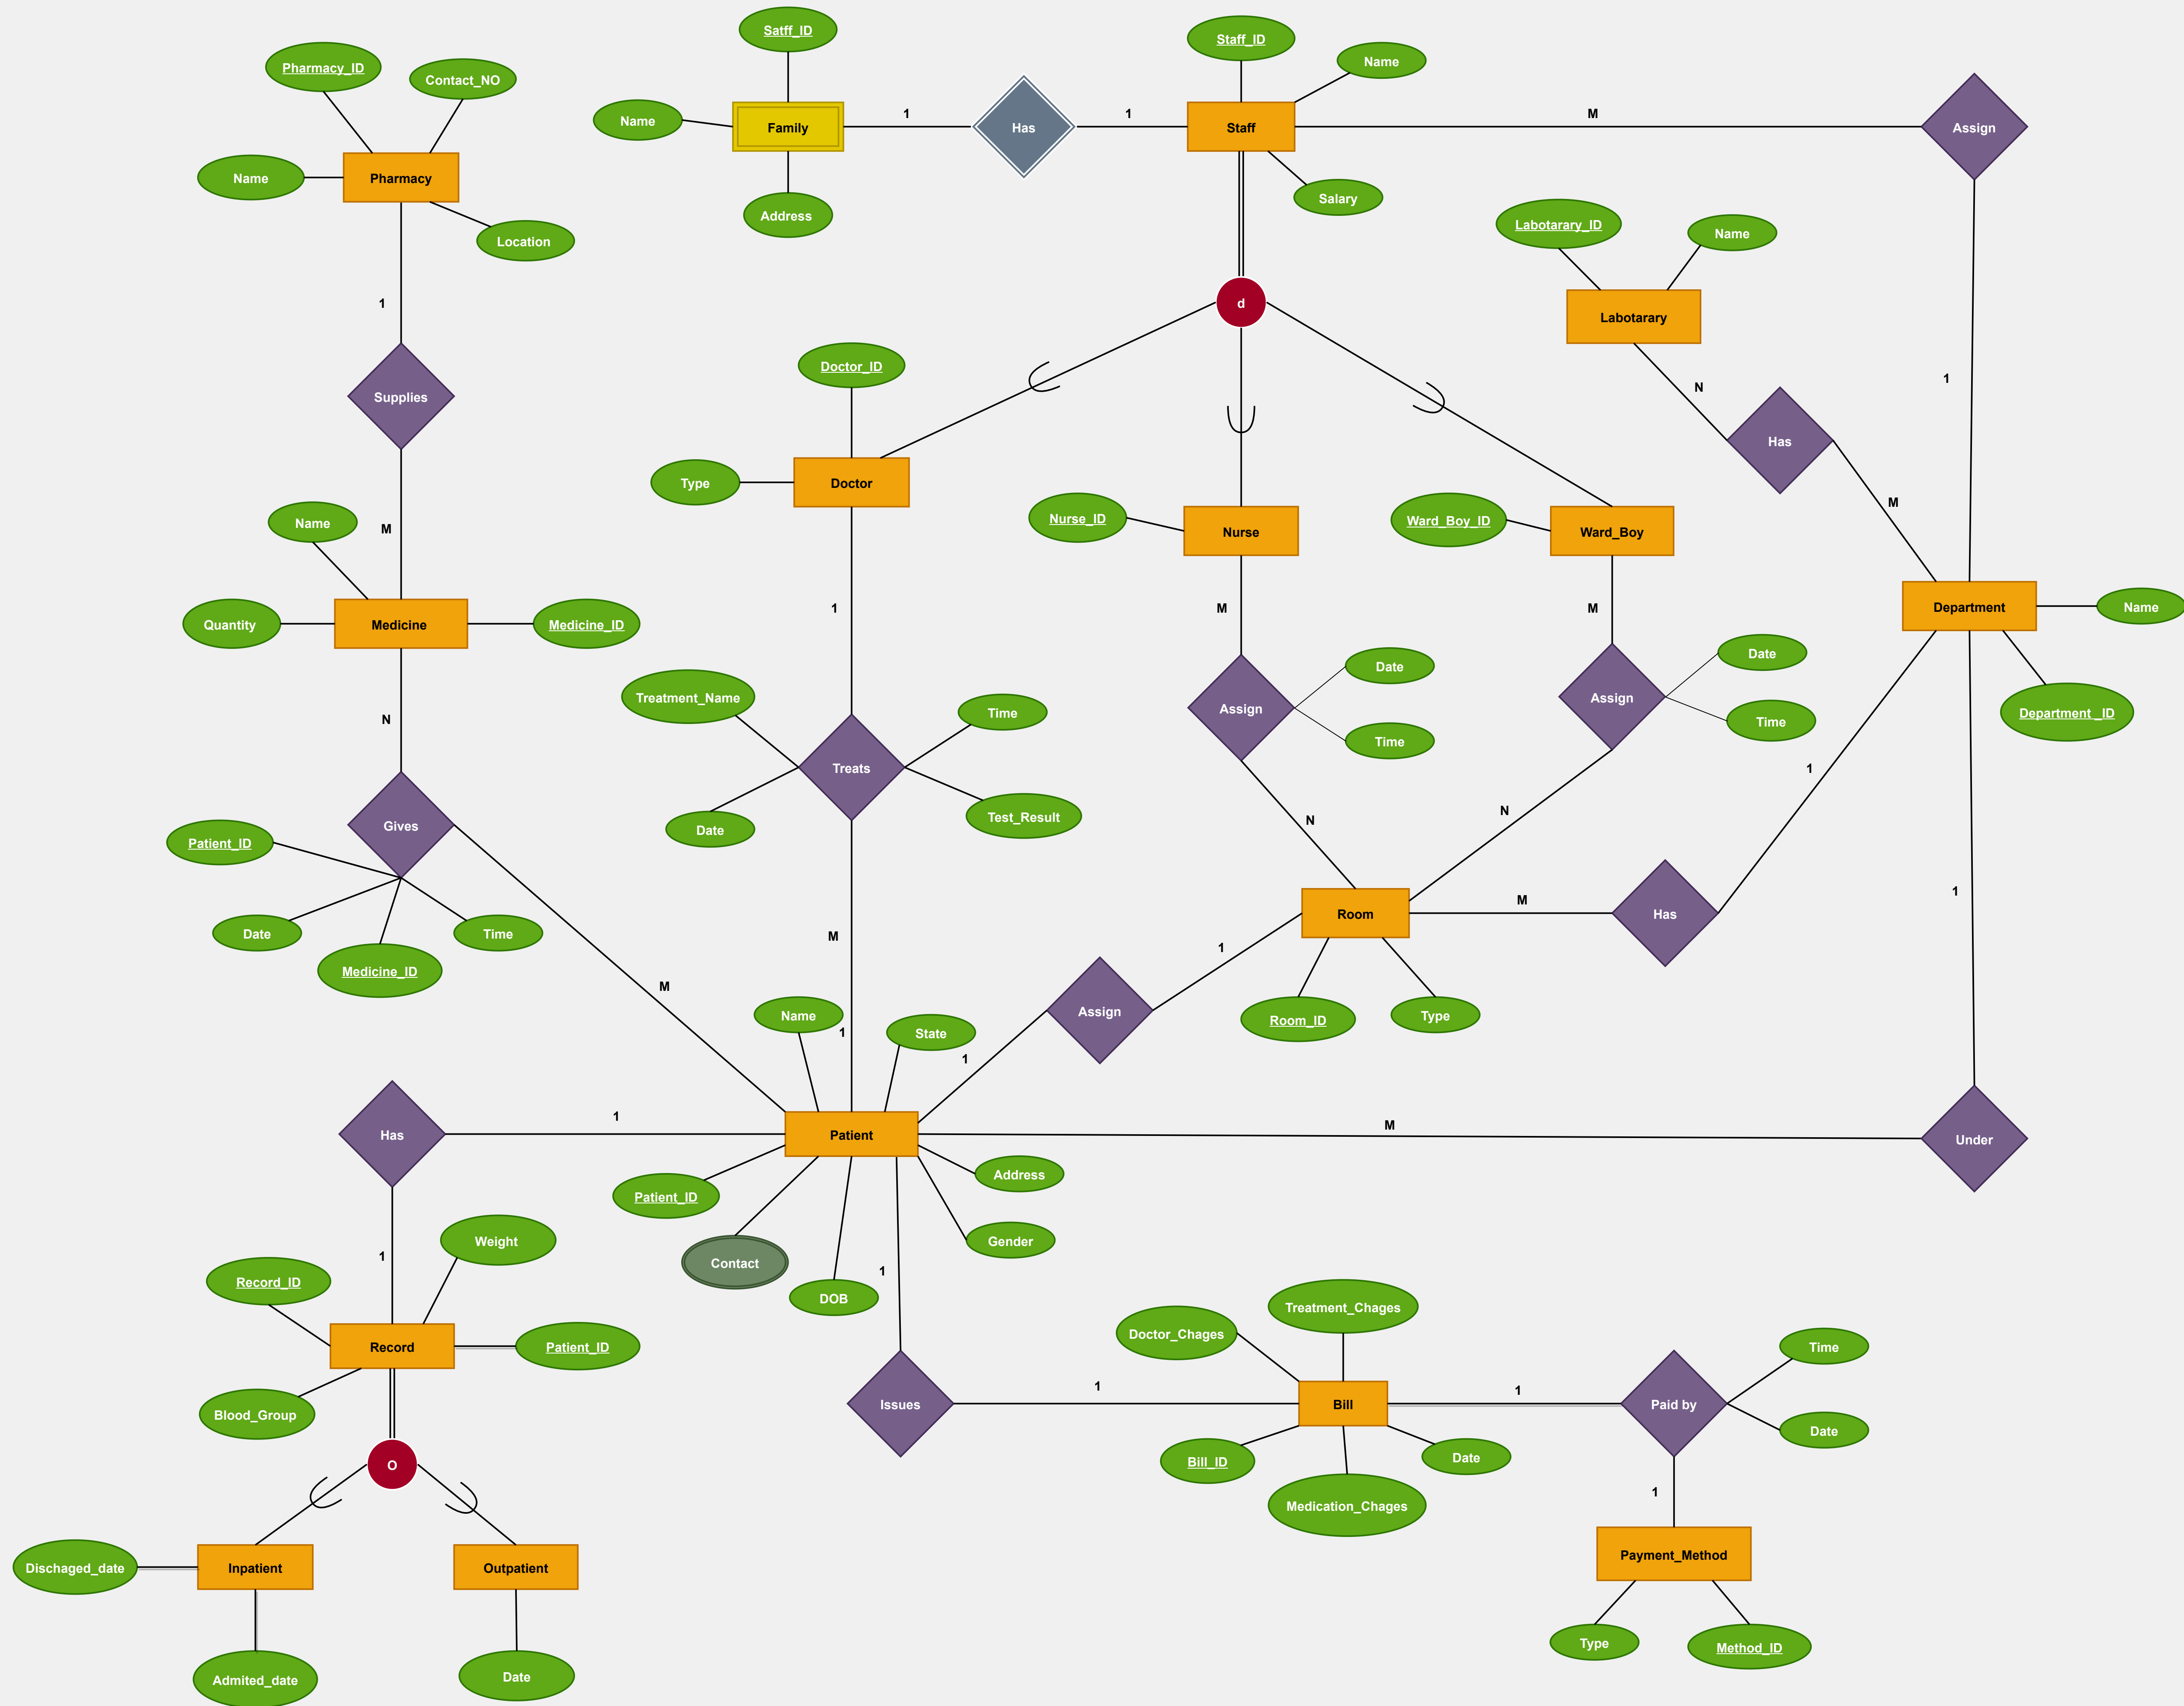 Satff_ID
Staff_ID
Name
Pharmacy_ID
Contact_NO
Name
Family
1
Has
1
Staff
M
Assign
Name
Pharmacy
Address
Salary
Location
Labotarary_ID
Name
1
d
Labotarary
Supplies
Doctor_ID
N
1
Has
Type
Doctor
M
Name
M
Nurse_ID
Nurse
Ward_Boy_ID
Ward_Boy
Quantity
Medicine
Medicine_ID
1
M
M
Department
Name
N
Treatment_Name
Time
Date
Date
Assign
Assign
Time
Time
Department _ID
Treats
1
Gives
Date
Test_Result
N
N
Patient_ID
Date
Time
Medicine_ID
M
M
1
Room
M
Has
1
Name
State
1
Assign
1
Room_ID
Type
Has
1
Patient
M
Under
Patient_ID
Address
Weight
Gender
1
Contact
1
Record_ID
DOB
Record
Patient_ID
Doctor_Chages
Treatment_Chages
Time
Blood_Group
Issues
1
Bill
1
Paid by
Date
O
Bill_ID
Date
Medication_Chages
1
Dischaged_date
Inpatient
Outpatient
Payment_Method
Type
Method_ID
Admited_date
Date